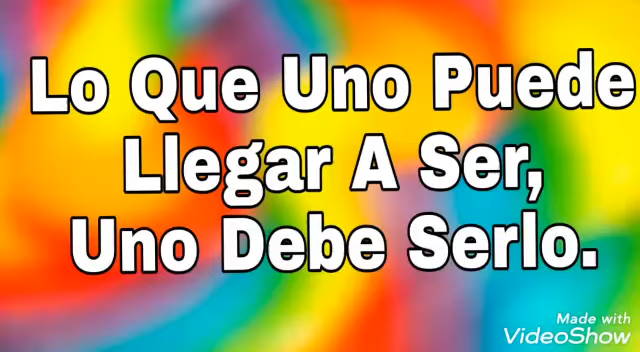 Lo Que Uno Puede
Llegar A Ser,
Uno Debe Serlo.
Made with
VideoShow